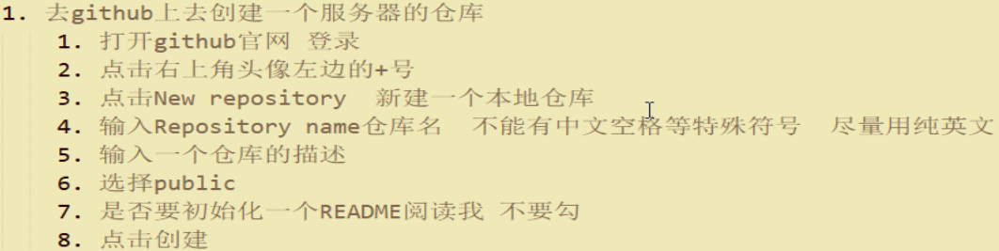 1. 去github上去创建一个服务器的仓库
1. 打开github官网 登录
2. 点击右上角头像左边的+号
3. 点击New repository 新建一个本地仓库
4. 输入Repository name仓库名 不能有中文空格等特殊符号 尽量用纯英文
5. 输入一个仓库的描述
6. 选择public
7. 是否要初始化一个README阅读我 不要勾
8. 点击创建